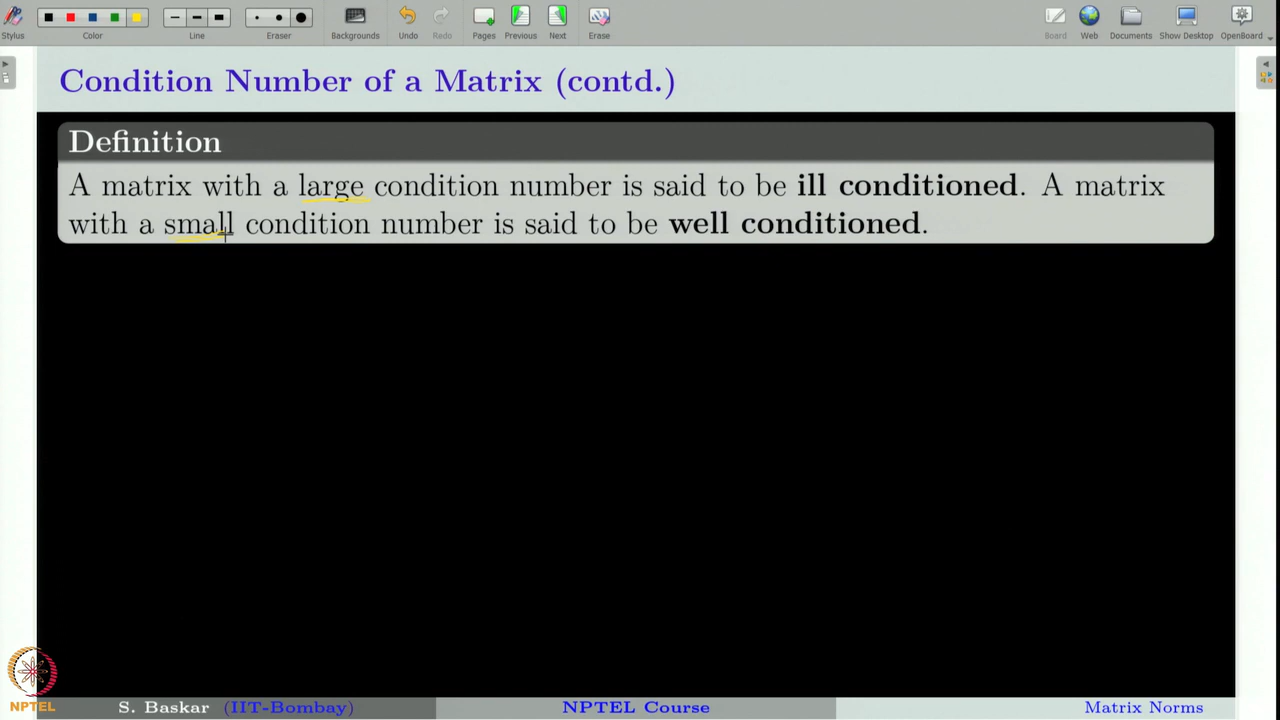 Stylus
Color
Line
Eraser
Backgrounds
Undo
Redo
Pages
Previous
Next
Erase
Board
Web
Documents
Show Desktop
OpenBoard
Condition Number of a Matrix (contd.)
Definition
A matrix with a large condition number is said to be ill conditioned. A matrix
with a small condition number is said to be well conditioned.
NPTEL
S. Baskar (IIT-Bombay)
NPTEL Course
Matrix Norms